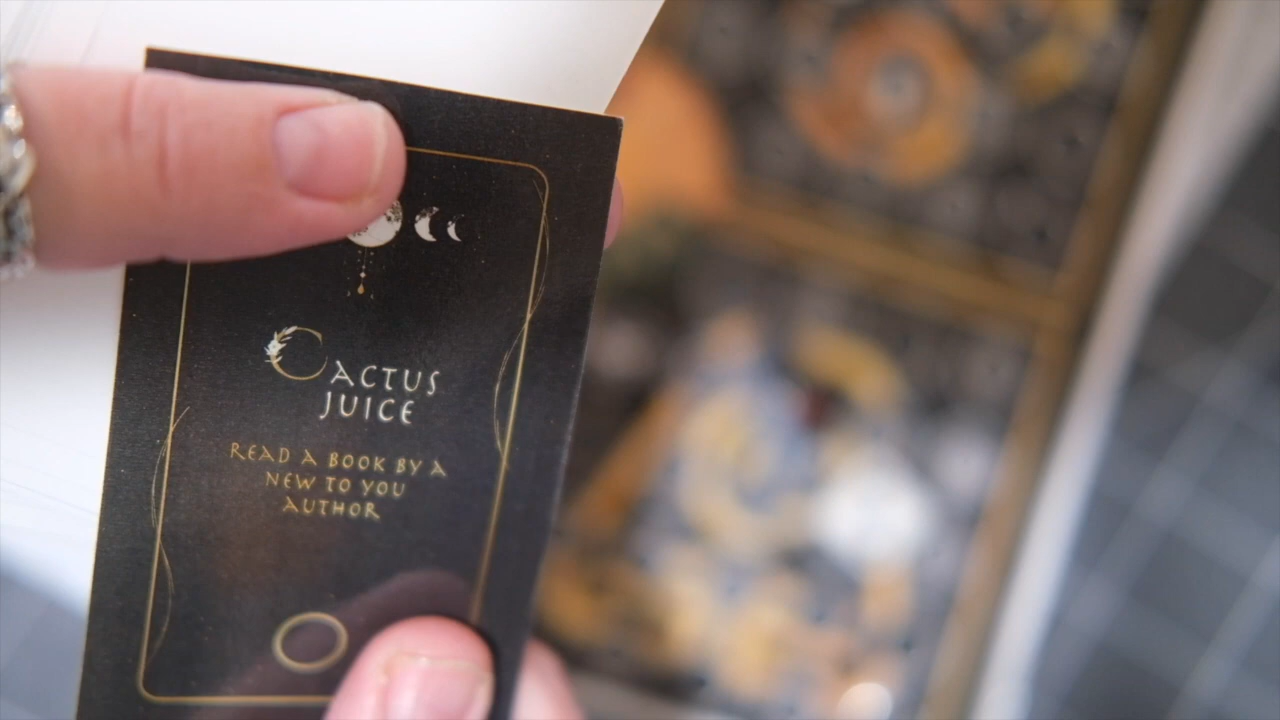 CACTUS
JUICE
READ A BOOK BY A
NEW TO YOU
AUTHOR